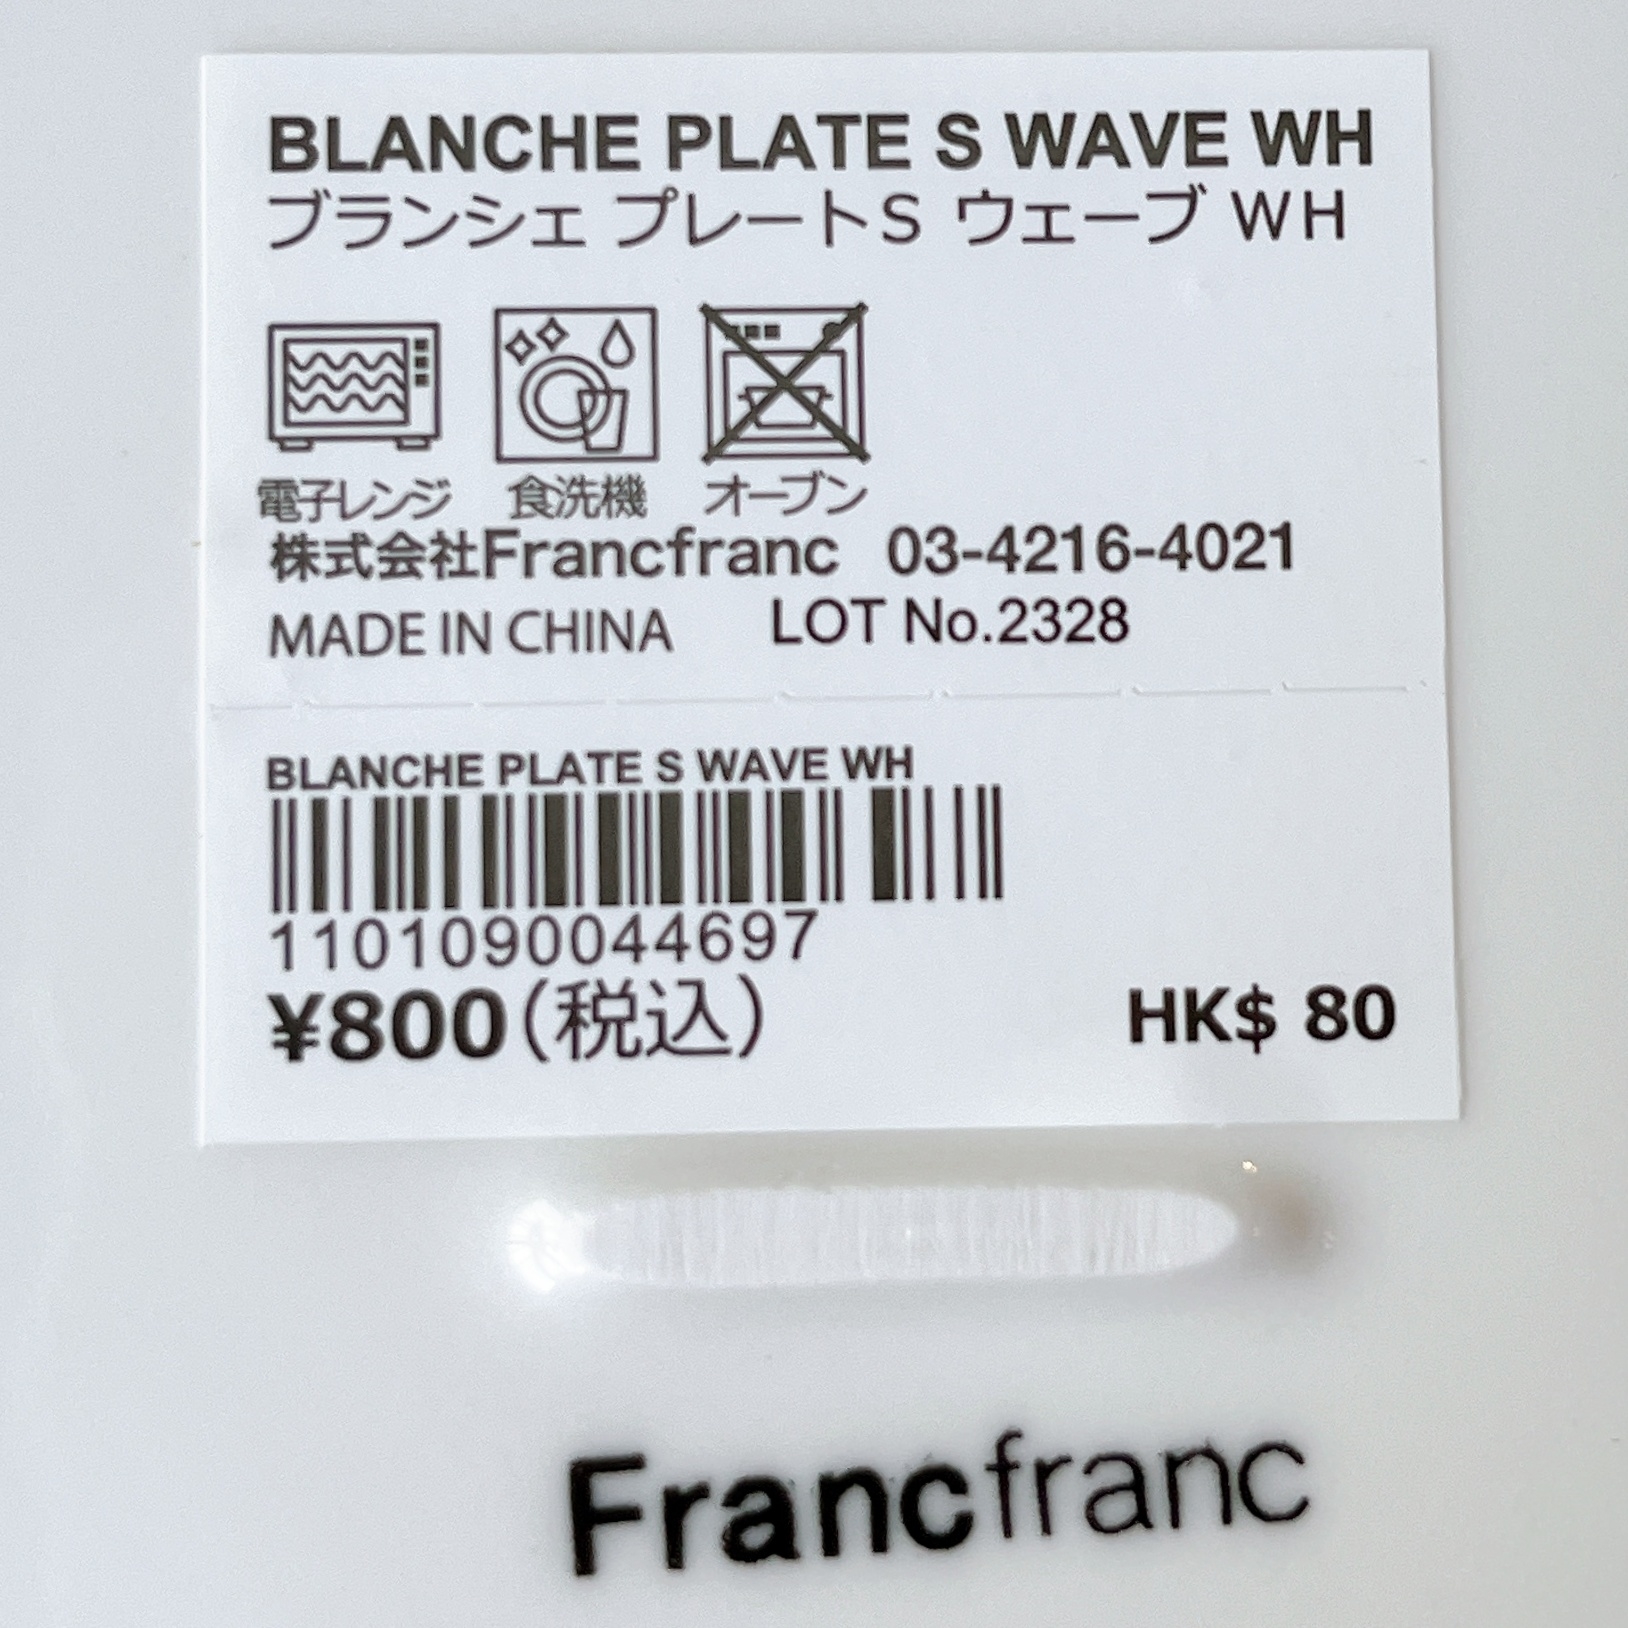 BLANCHE PLATE S WAVE WH
ブランシェ プレートS ウェーブ WH
電子レンジ 食洗機 オーブン
株式会社Francfranc 03-4216-4021
MADE IN CHINA LOT No.2328
BLANCHE PLATE S WAVE WH
1101090044697
¥800(税込) HK$ 80
Francfranc